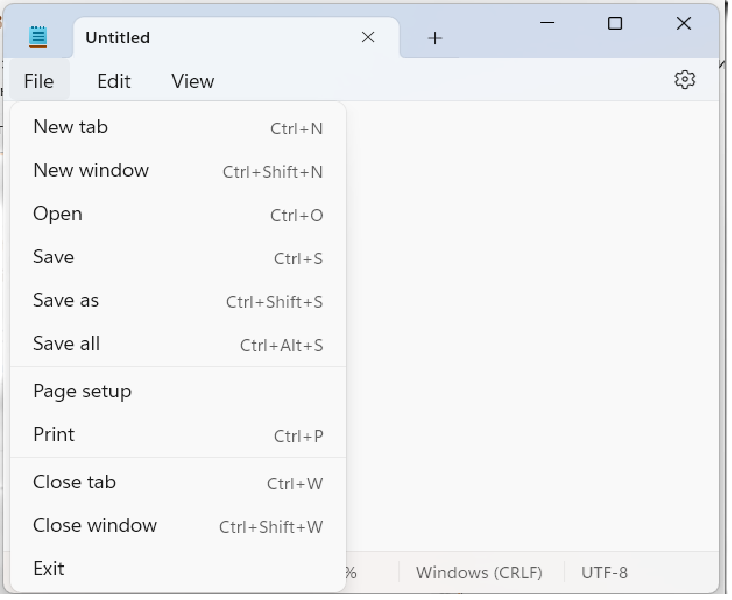 Untitled
File Edit View
New tab Ctrl+N
New window Ctrl+Shift+N
Open Ctrl+O
Save Ctrl+S
Save as Ctrl+Shift+S
Save all Ctrl+Alt+S
Page setup
Print Ctrl+P
Close tab Ctrl+W
Close window Ctrl+Shift+W
Exit
% Windows (CRLF) UTF-8